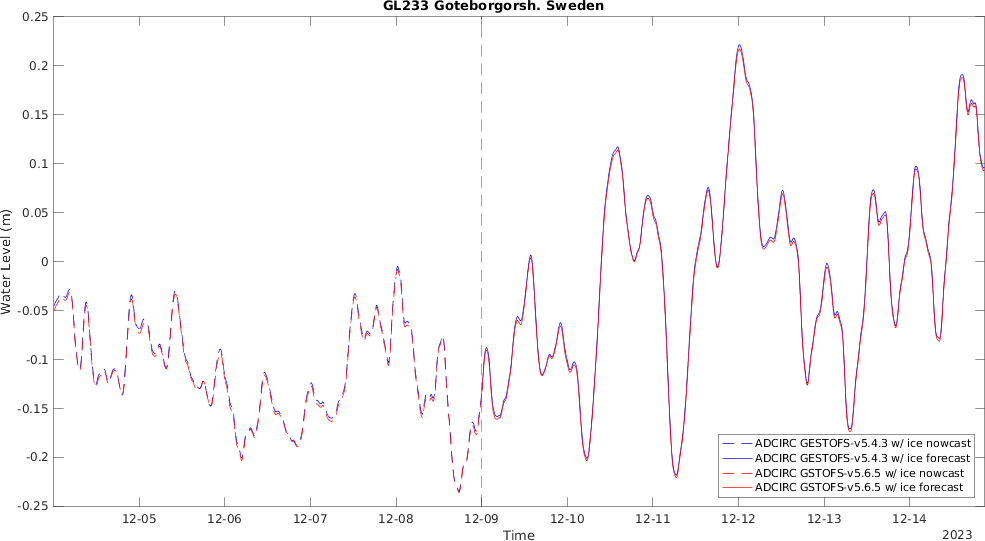 GL233 Goteborgorsh. Sweden
0.25
0.2
0.15
0.1
0.05
0
-0.05
-0.1
-0.15
-0.2
-0.25
Water Level (m)
ADCIRC GESTOFS-v5.4.3 w/ ice nowcast
ADCIRC GESTOFS-v5.4.3 w/ ice forecast
ADCIRC GSTOFS-v5.6.5 w/ ice nowcast
ADCIRC GSTOFS-v5.6.5 w/ ice forecast
12-05 12-06 12-07 12-08 12-09 12-10 12-11 12-12 12-13 12-14
Time
2023